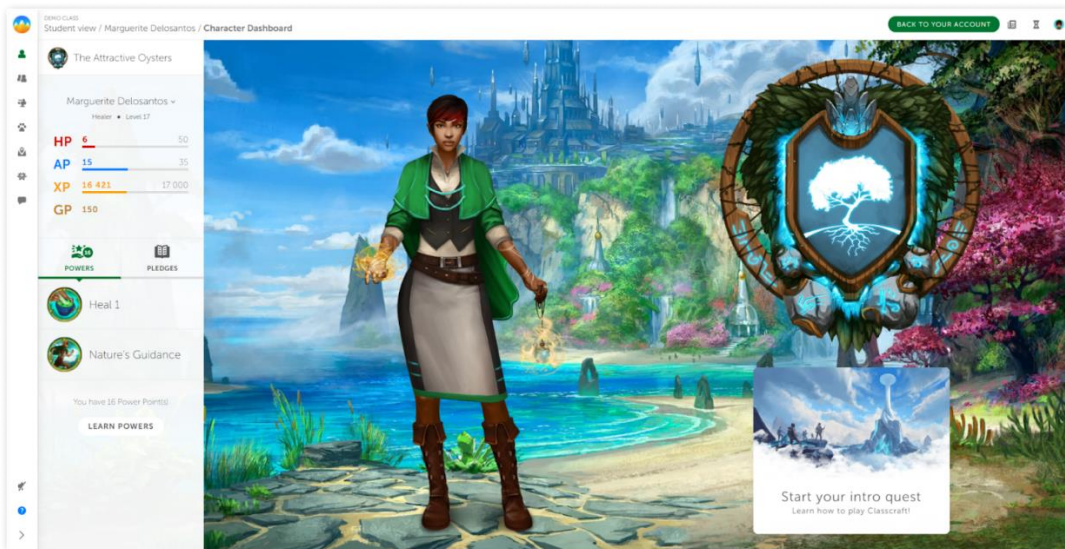 DEMO CLASS
Student view / Marguerite Delosantos / Character Dashboard
BACK TO YOUR ACCOUNT
The Attractive Oysters
Marguerite Delosantos
Healer • Level 17
HP 6 50
AP 15 35
XP 16 421 17 000
GP 150
16
POWERS PLEDGES
Heal 1
Nature's Guidance
You have 16 Power Point(s)
LEARN POWERS
Start your intro quest
Learn how to play Classcraft!